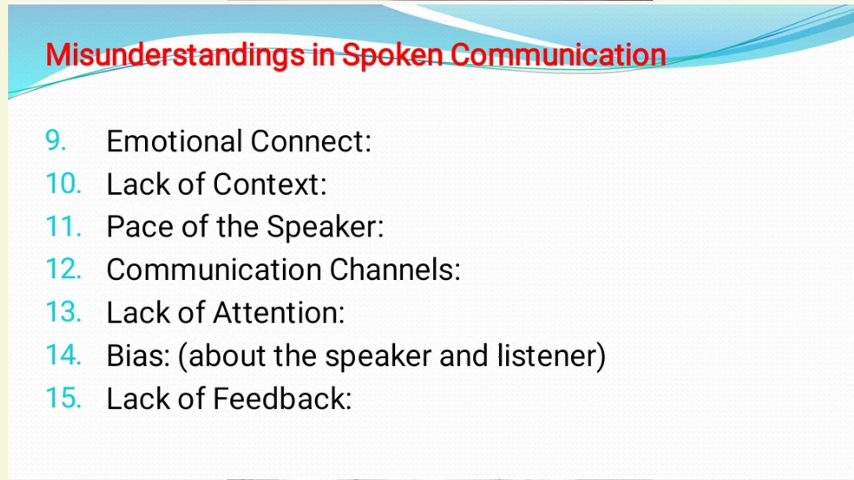 Misunderstandings in Spoken Communication
9. Emotional Connect:
10. Lack of Context:
11. Pace of the Speaker:
12. Communication Channels:
13. Lack of Attention:
14. Bias: (about the speaker and listener)
15. Lack of Feedback: